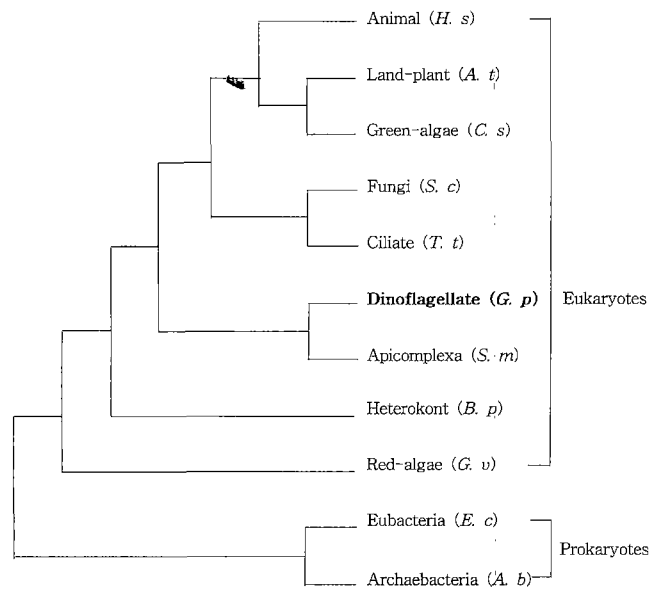 Animal (H. s)
Land-plant (A. t)
Green-algae (C. s)
Fungi (S. c)
Ciliate (T. t)
Dinoflagellate (G. p)
Eukaryotes
Apicomplexa (S. m)
Heterokont (B. p)
Red-algae (G. v)
Eubacteria (E. c)
Prokaryotes
Archaebacteria (A. b)